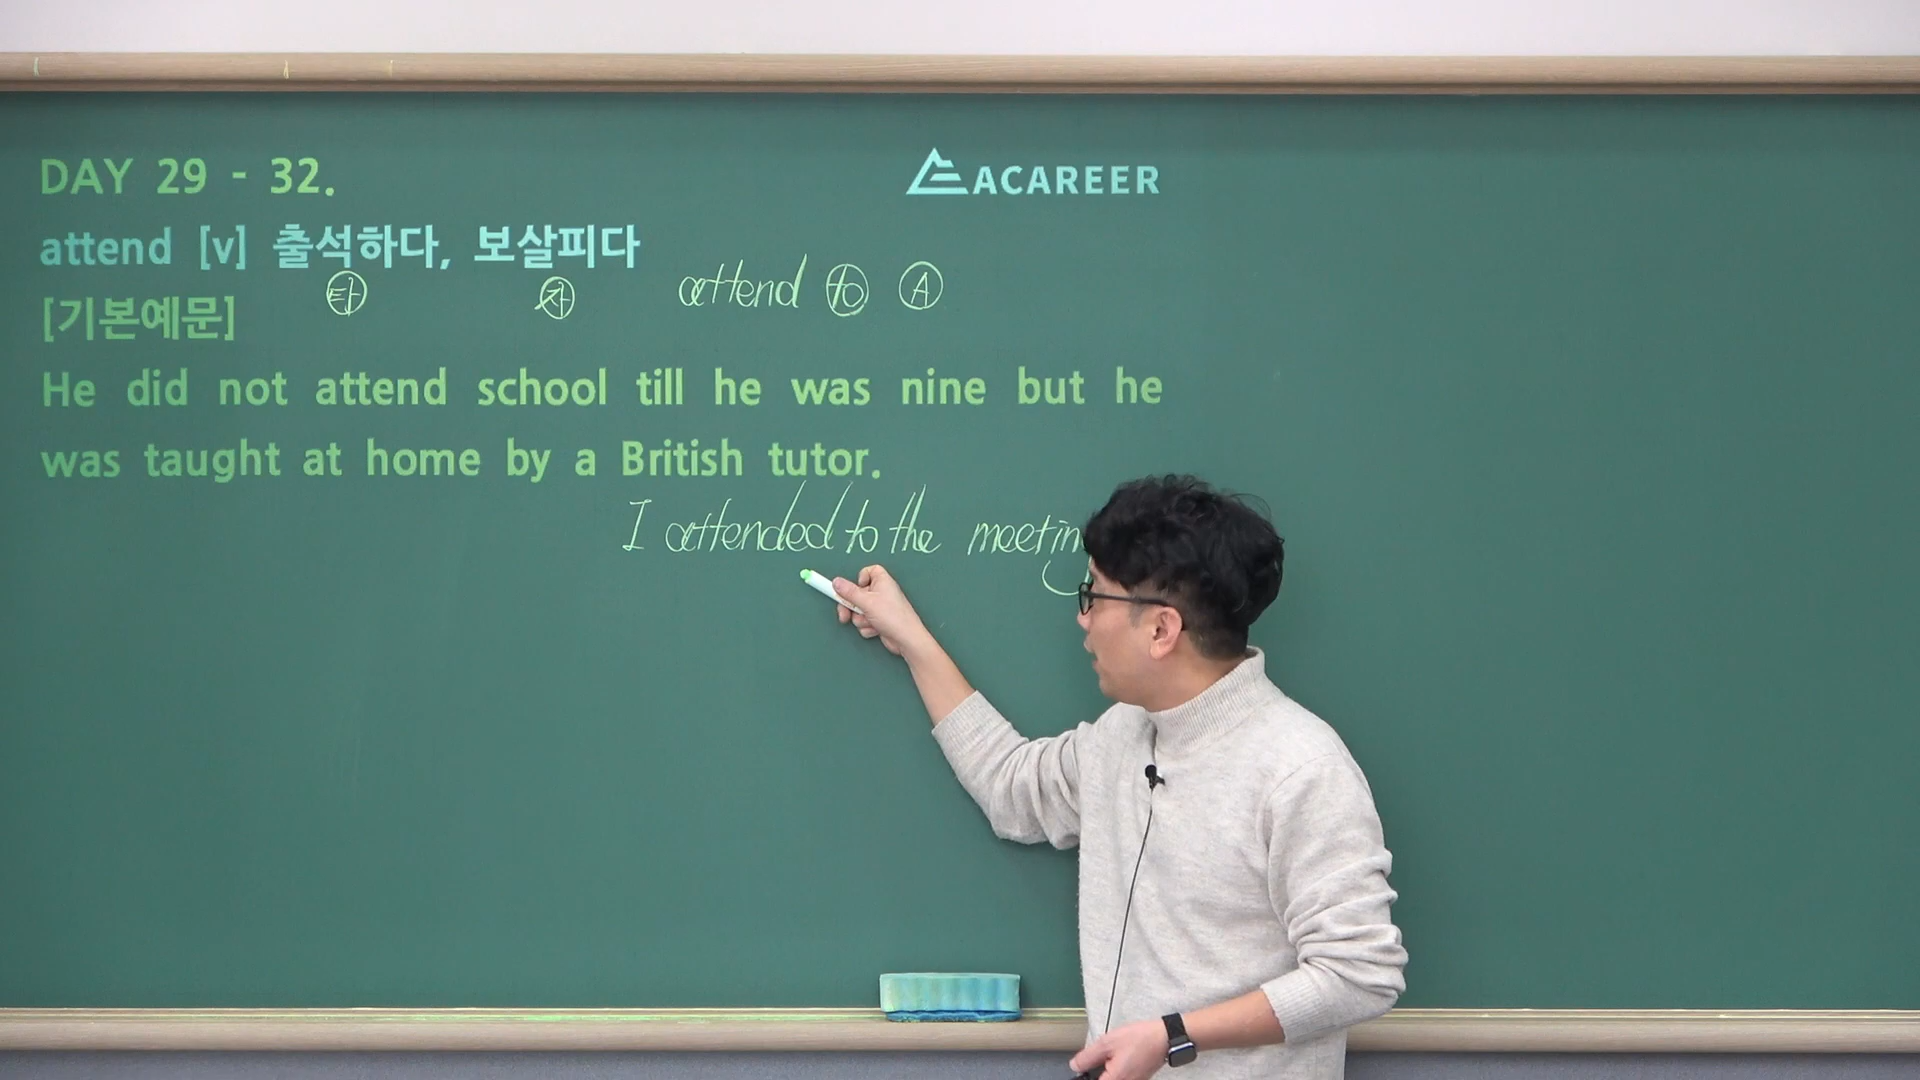 DAY 29 - 32.
ACAREER
attend [v] 출석하다, 보살피다
타 자 attend to A
[기본예문]
He did not attend school till he was nine but he
was taught at home by a British tutor.
I attended to the meeting